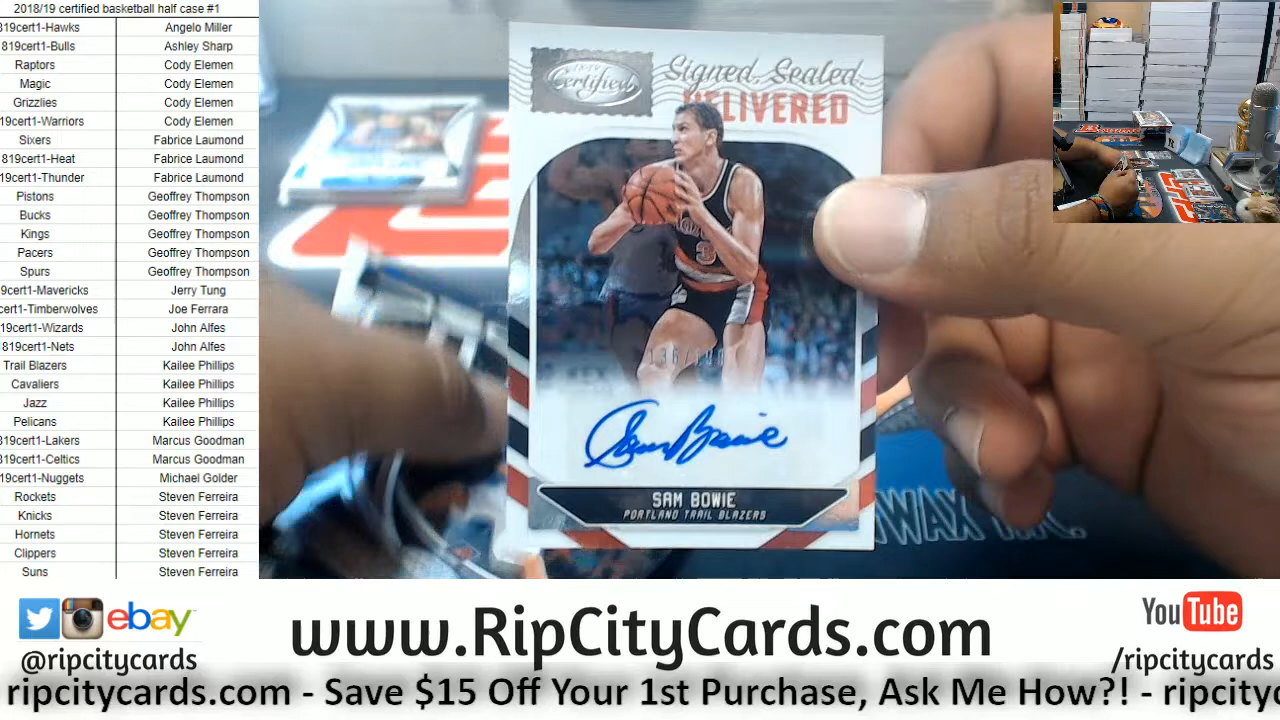 2018/19 certified basketball half case #1
819cert1-Hawks Angelo Miller
819cert1-Bulls Ashley Sharp
Raptors Cody Elemen
Magic Cody Elemen
Grizzlies Cody Elemen
19cert1-Warriors Cody Elemen
Sixers Fabrice Laumond
819cert1-Heat Fabrice Laumond
19cert1-Thunder Fabrice Laumond
Pistons Geoffrey Thompson
Bucks Geoffrey Thompson
Kings Geoffrey Thompson
Pacers Geoffrey Thompson
Spurs Geoffrey Thompson
9cert1-Mavericks Jerry Tung
cert1-Timberwolves Joe Ferrara
19cert1-Wizards John Alfes
819cert1-Nets John Alfes
Trail Blazers Kailee Phillips
Cavaliers Kailee Phillips
Jazz Kailee Phillips
Pelicans Kailee Phillips
819cert1-Lakers Marcus Goodman
819cert1-Celtics Marcus Goodman
19cert1-Nuggets Michael Golder
Rockets Steven Ferreira
Knicks Steven Ferreira
Hornets Steven Ferreira
Clippers Steven Ferreira
Suns Steven Ferreira
Certified
Signed, Sealed,
DELIVERED
3
Sam Bowie
SAM BOWIE
PORTLAND TRAIL BLAZERS
WAX
ebay
@ripcitycards
www.RipCityCards.com
YouTube
/ripcitycards
ripcitycards.com - Save $15 Off Your 1st Purchase, Ask Me How?! - ripcity